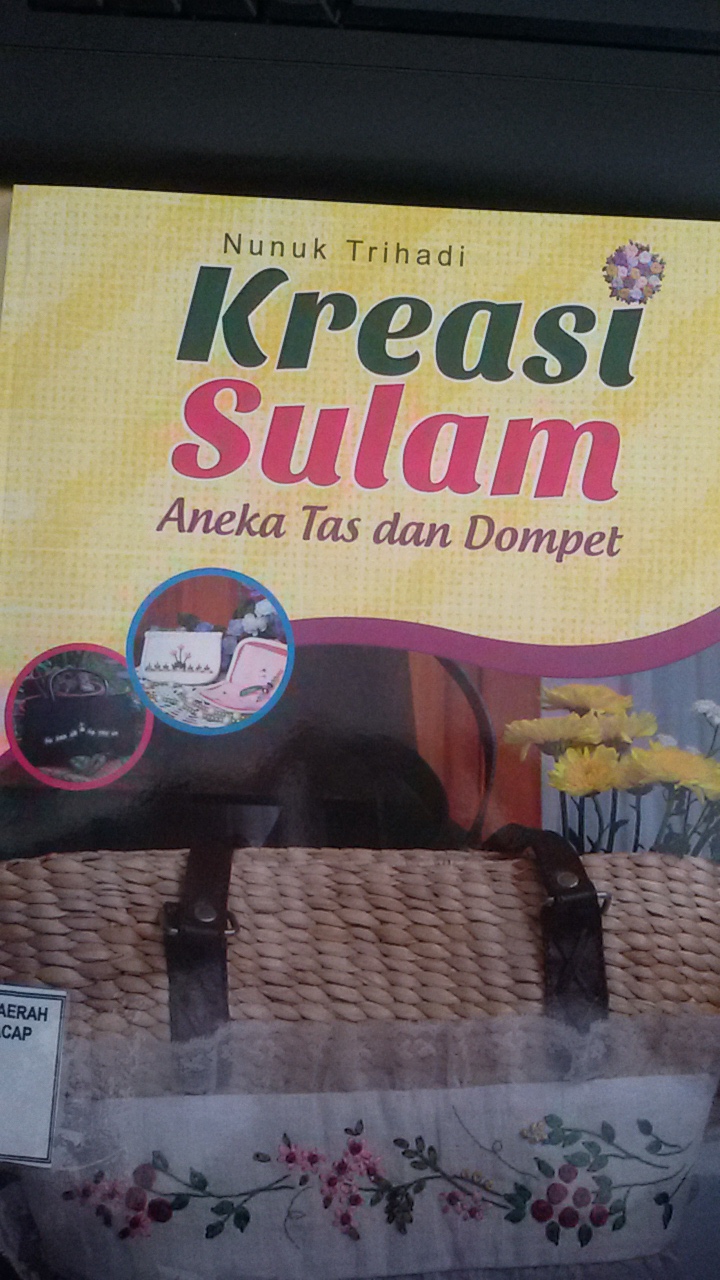 Nunuk Trihadi
Kreasi
Sulam
Aneka Tas dan Dompet
AERAH
CAP